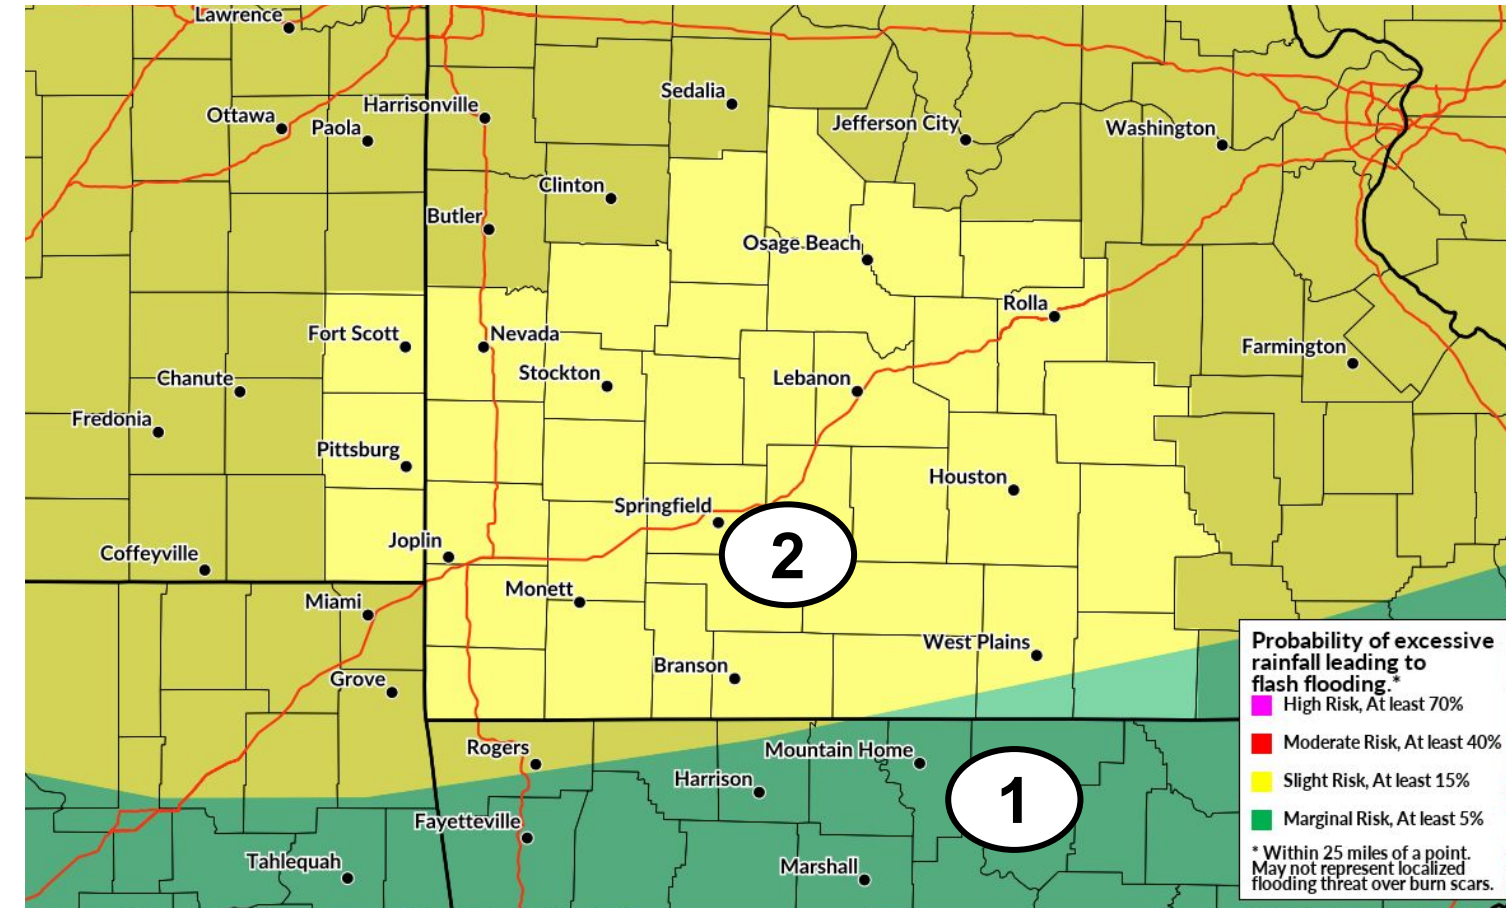 Lawrence
Sedalia
Harrisonville
Ottawa
Paola
Jefferson City
Washington
Clinton
Butler
Osage Beach
Rolla
Fort Scott
Nevada
Farmington
Stockton
Chanute
Lebanon
Fredonia
Pittsburg
Houston
Springfield
Joplin
Coffeyville
2
Monett
Miami
West Plains
Branson
Grove
Rogers
Mountain Home
Harrison
1
Fayetteville
Tahlequah
Marshall
Probability of excessive
rainfall leading to
flash flooding.*
High Risk, At least 70%
Moderate Risk, At least 40%
Slight Risk, At least 15%
Marginal Risk, At least 5%
* Within 25 miles of a point.
May not represent localized
flooding threat over burn scars.